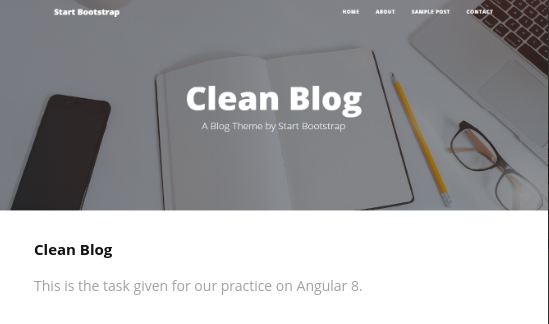 Start Bootstrap
HOME ABOUT SAMPLE POST CONTACT
Clean Blog
A Blog Theme by Start Bootstrap
Clean Blog
This is the task given for our practice on Angular 8.